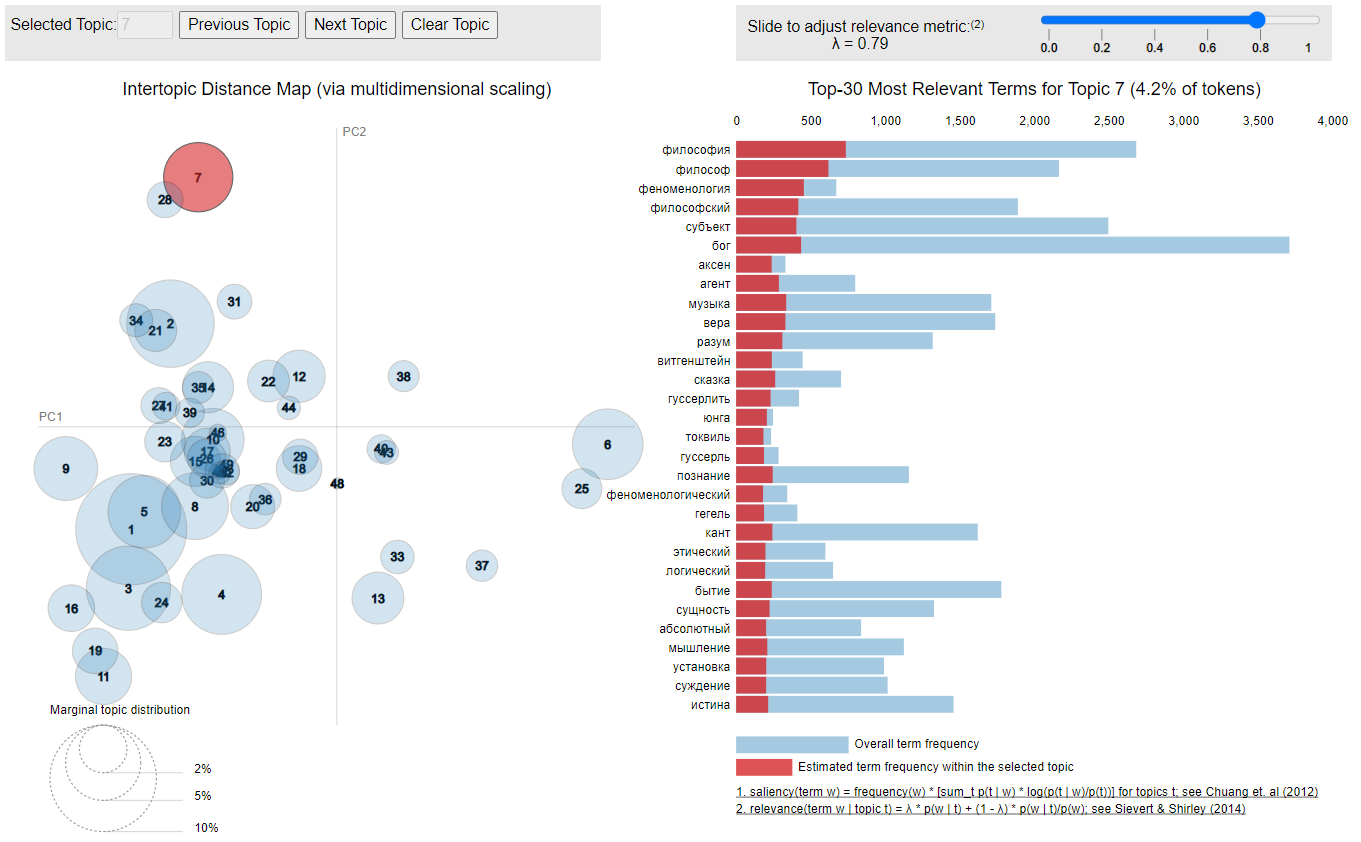 Selected Topic: 7 Previous Topic Next Topic Clear Topic
Slide to adjust relevance metric:(2)
λ = 0.79
0.0 0.2 0.4 0.6 0.8 1
Intertopic Distance Map (via multidimensional scaling)
PC2
PC1
7
28
31
34
21
2
35
14
22
12
38
44
27
41
39
46
10
23
17
26
15
29
18
40
43
6
9
30
48
25
5
8
20
36
1
33
37
3
24
4
13
16
19
11
Marginal topic distribution
2%
5%
10%
Top-30 Most Relevant Terms for Topic 7 (4.2% of tokens)
0 500 1,000 1,500 2,000 2,500 3,000 3,500 4,000
философия
философ
феноменология
философский
субъект
бог
аксен
агент
музыка
вера
разум
витгенштейн
сказка
гуссерлить
юнга
токвиль
гуссерль
познание
феноменологический
гегель
кант
этический
логический
бытие
сущность
абсолютный
мышление
установка
суждение
истина
Overall term frequency
Estimated term frequency within the selected topic
1. saliency(term w) = frequency(w) * [sum_t p(t | w) * log(p(t | w)/p(t))] for topics t; see Chuang et. al (2012)
2. relevance(term w | topic t) = λ * p(w | t) + (1 - λ) * p(w | t)/p(w); see Sievert & Shirley (2014)